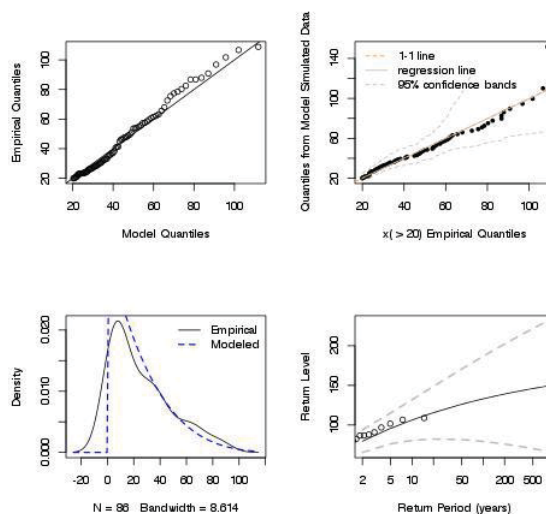 Empirical Quantiles
20
40
60
80
100
20 40 60 80 100
Model Quantiles
Quantiles from Model Simulated Data
20
60
100
140
1-1 line
regression line
95% confidence bands
20 40 60 80 100
x( > 20) Empirical Quantiles
Density
0.000
0.010
0.020
Empirical
Modeled
-20 0 20 40 60 80 100
N = 86 Bandwidth = 8.614
Return Level
100
150
200
2 5 10 50 200 500
Return Period (years)